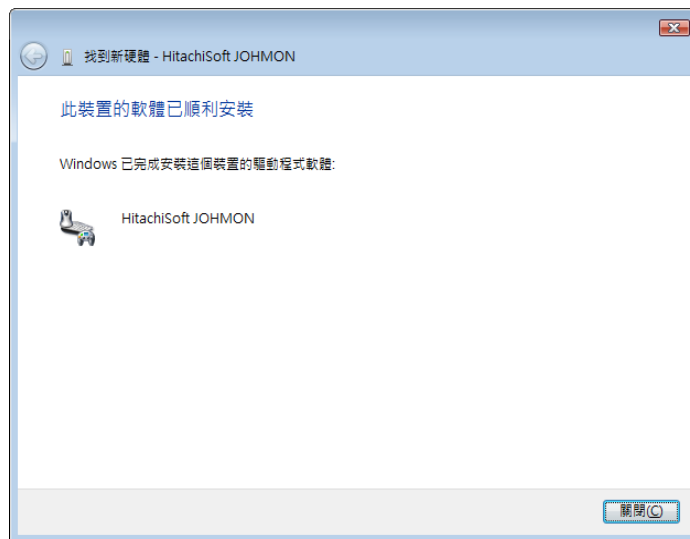 找到新硬體 - HitachiSoft JOHMON
此裝置的軟體已順利安裝
Windows 已完成安裝這個裝置的驅動程式軟體:
HitachiSoft JOHMON
關閉(C)